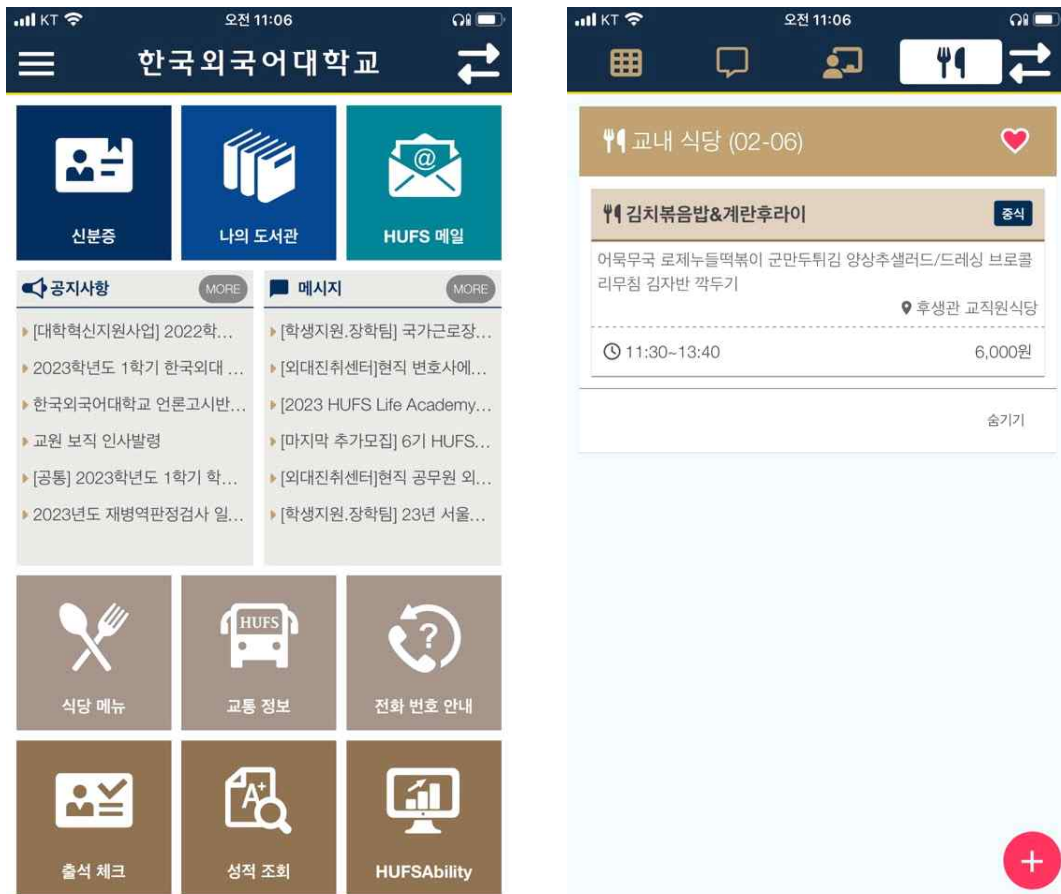 KT 오전 11:06
한국외국어대학교
신분증
나의 도서관
@
HUFS 메일
공지사항 MORE
[대학혁신지원사업] 2022학...
2023학년도 1학기 한국외대 ...
한국외국어대학교 언론고시반...
교원 보직 인사발령
[공통] 2023학년도 1학기 학...
2023년도 재병역판정검사 일...
메시지 MORE
[학생지원.장학팀] 국가근로장...
[외대진취센터]현직 변호사에...
[2023 HUFS Life Academy...
[마지막 추가모집] 6기 HUFS...
[외대진취센터]현직 공무원 외...
[학생지원.장학팀] 23년 서울...
식당 메뉴
HUFS
교통 정보
?
전화 번호 안내
출석 체크
A+
성적 조회
HUFSAbility
KT 오전 11:06
교내 식당 (02-06)
김치볶음밥&계란후라이 중식
어묵무국 로제누들떡볶이 군만두튀김 양상추샐러드/드레싱 브로콜
리무침 김자반 깍두기
후생관 교직원식당
11:30~13:40 6,000원
숨기기